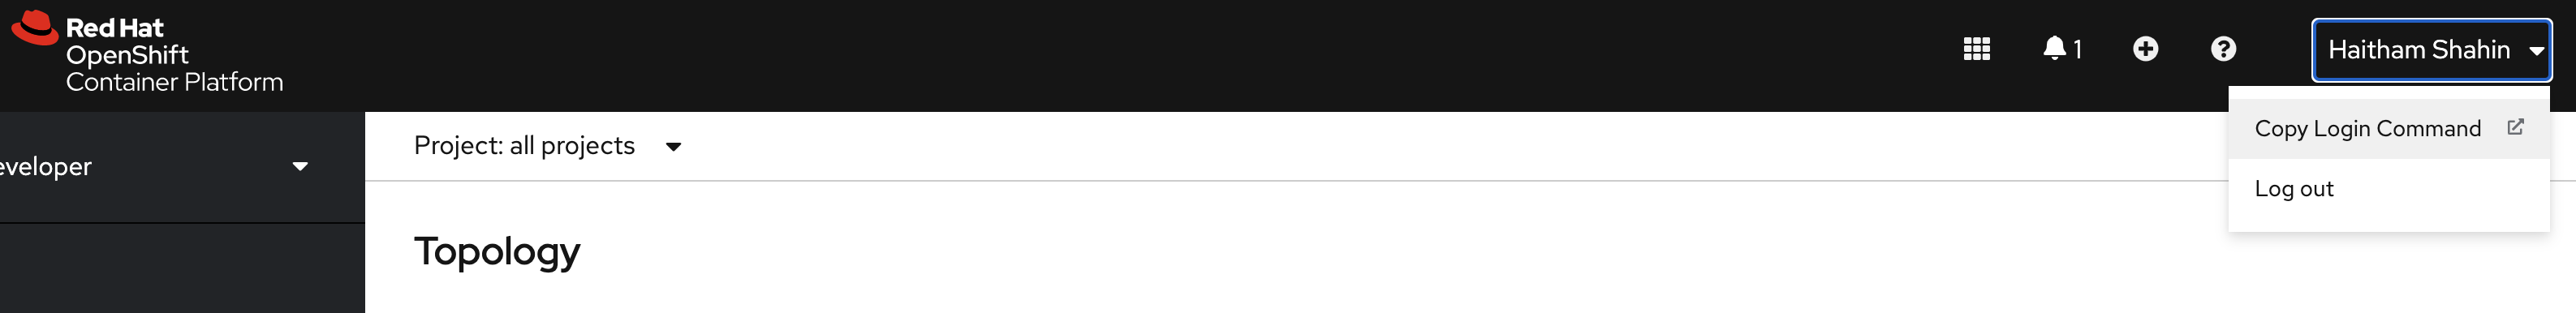 Red Hat
OpenShift
Container Platform
1
Haitham Shahin
Copy Login Command
Log out
eveloper
Project: all projects
Topology